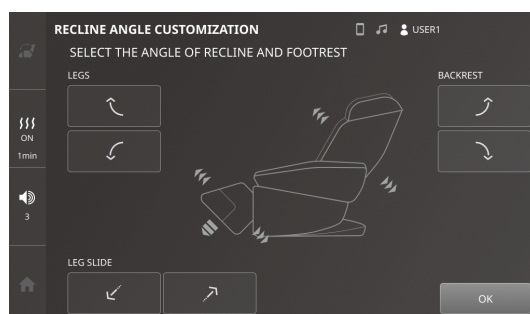 RECLINE ANGLE CUSTOMIZATION
USER1
SELECT THE ANGLE OF RECLINE AND FOOTREST
LEGS
BACKREST
ON
1min
3
LEG SLIDE
OK